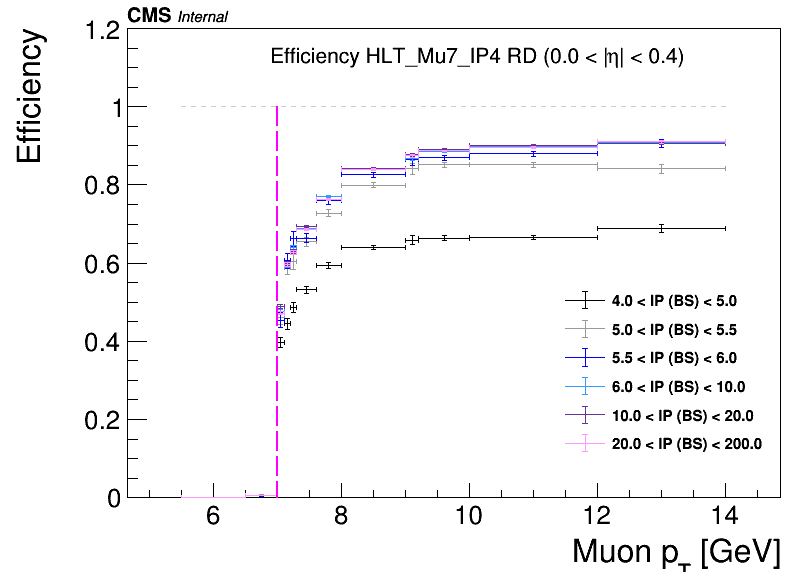 CMS Internal
Efficiency HLT_Mu7_IP4 RD (0.0 < |η| < 0.4)
Efficiency
1.2
1
0.8
0.6
0.4
0.2
0
4.0 < IP (BS) < 5.0
5.0 < IP (BS) < 5.5
5.5 < IP (BS) < 6.0
6.0 < IP (BS) < 10.0
10.0 < IP (BS) < 20.0
20.0 < IP (BS) < 200.0
6 8 10 12 14
Muon p_T [GeV]